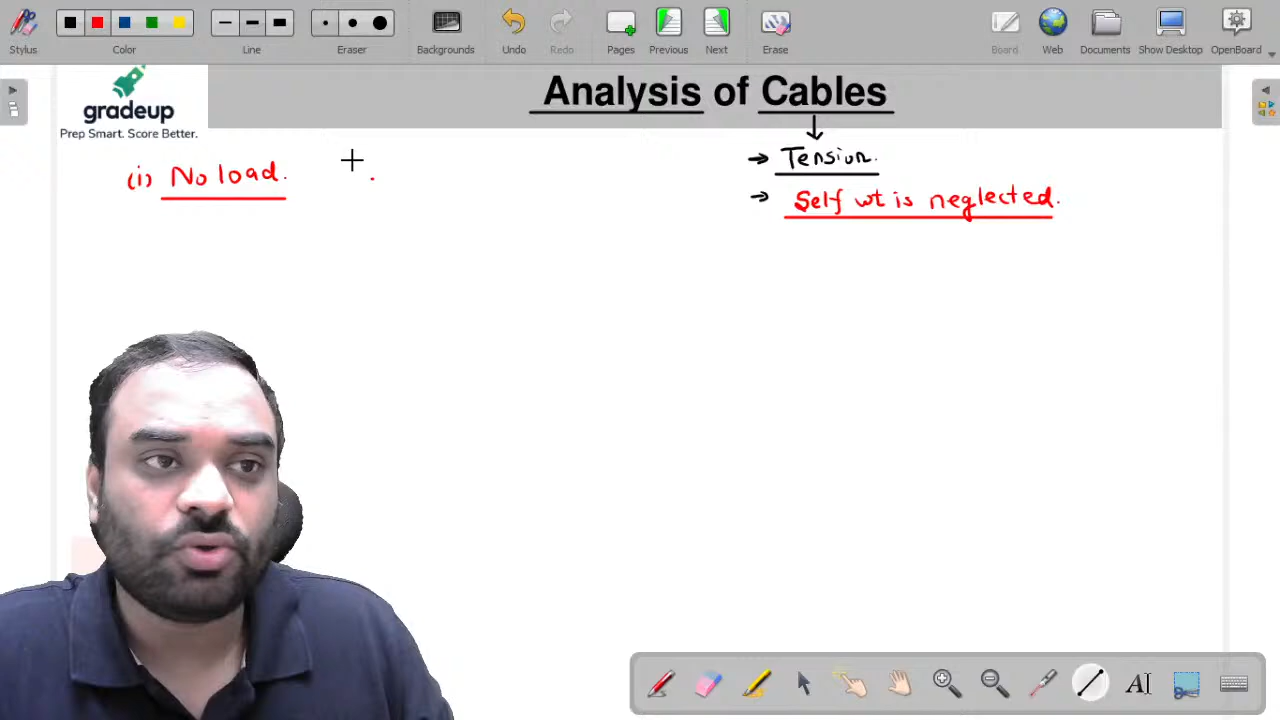 Stylus
Color
Line
Eraser
Backgrounds
Undo
Redo
Pages
Previous
Next
Erase
Board
Web
Documents
Show Desktop
OpenBoard
gradeup
Prep Smart. Score Better.
Analysis of Cables
(i) No load.
→ Tension.
→ Self wt is neglected.
AI